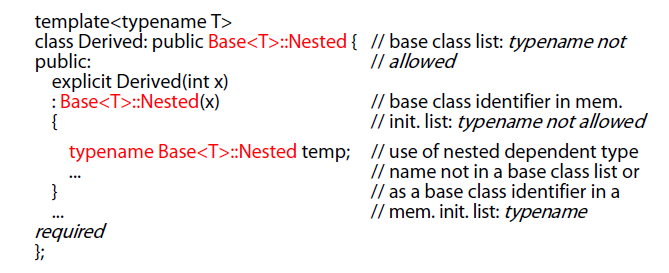 template<typename T>
class Derived: public Base<T>::Nested { // base class list: typename not
public: // allowed
explicit Derived(int x)
: Base<T>::Nested(x) // base class identifier in mem.
{ // init. list: typename not allowed
typename Base<T>::Nested temp; // use of nested dependent type
... // name not in a base class list or
} // as a base class identifier in a
... // mem. init. list: typename
required
};